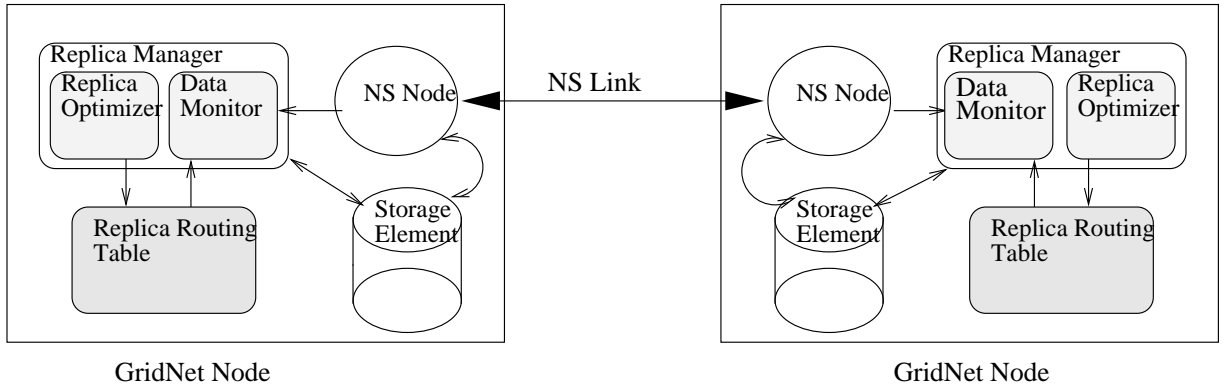 Replica Manager
Replica
Optimizer
Data
Monitor
NS Node
Replica Routing
Table
Storage
Element
GridNet Node
NS Link
NS Node
Replica Manager
Data
Monitor
Replica
Optimizer
Storage
Element
Replica Routing
Table
GridNet Node